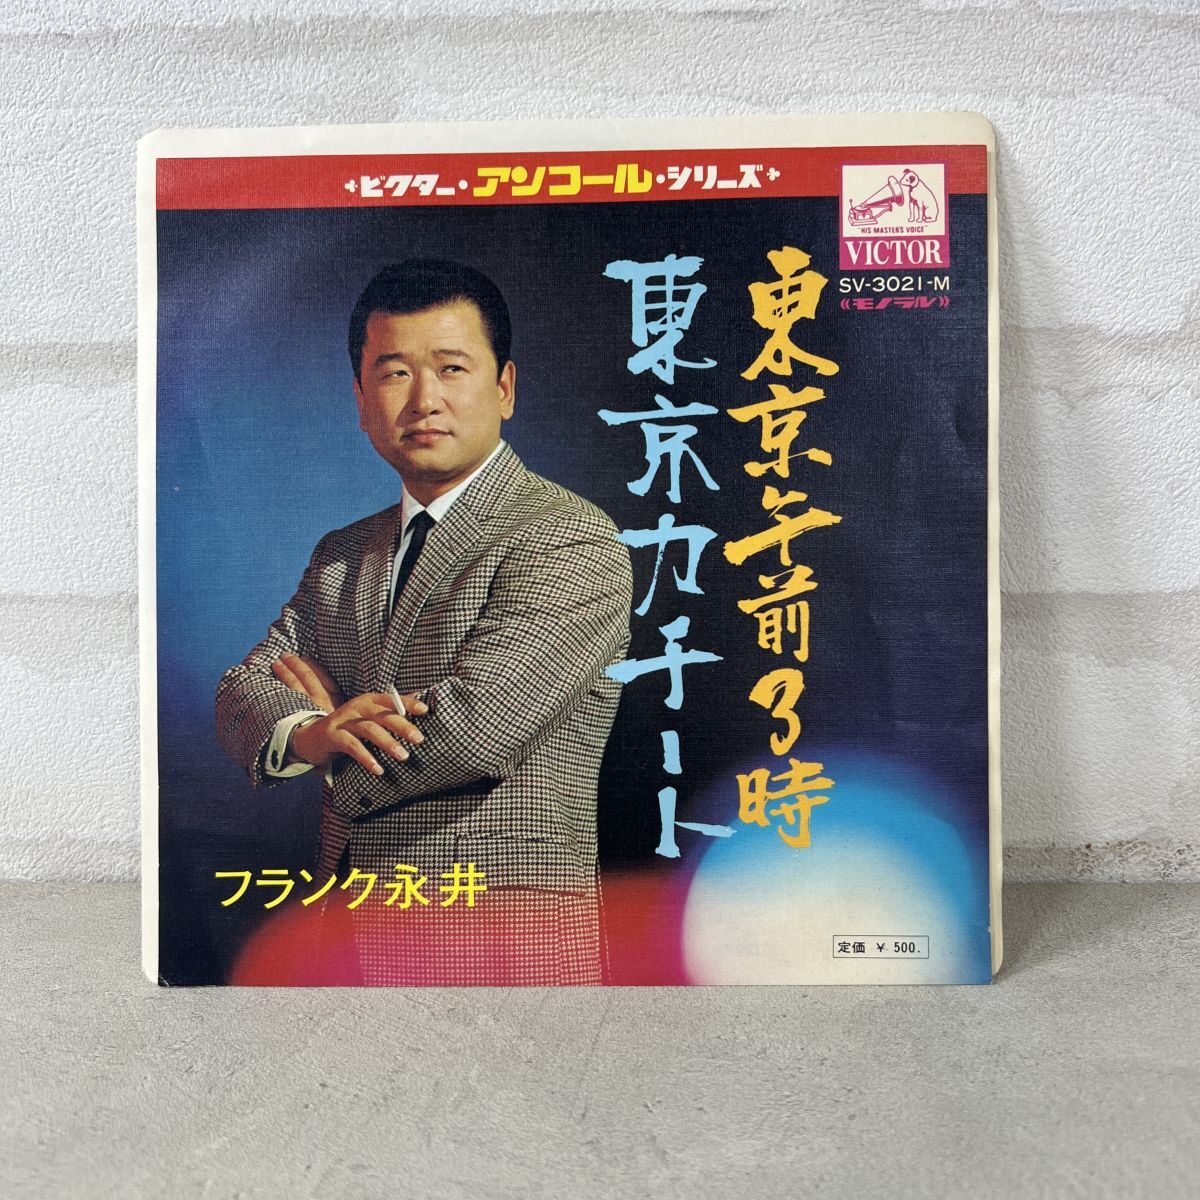 ビクター・アンコール・シリーズ
"HIS MASTER'S VOICE"
VICTOR
SV-3021-M
《モノラル》
東京午前3時
東京カチート
フランク永井
定価 ¥ 500.